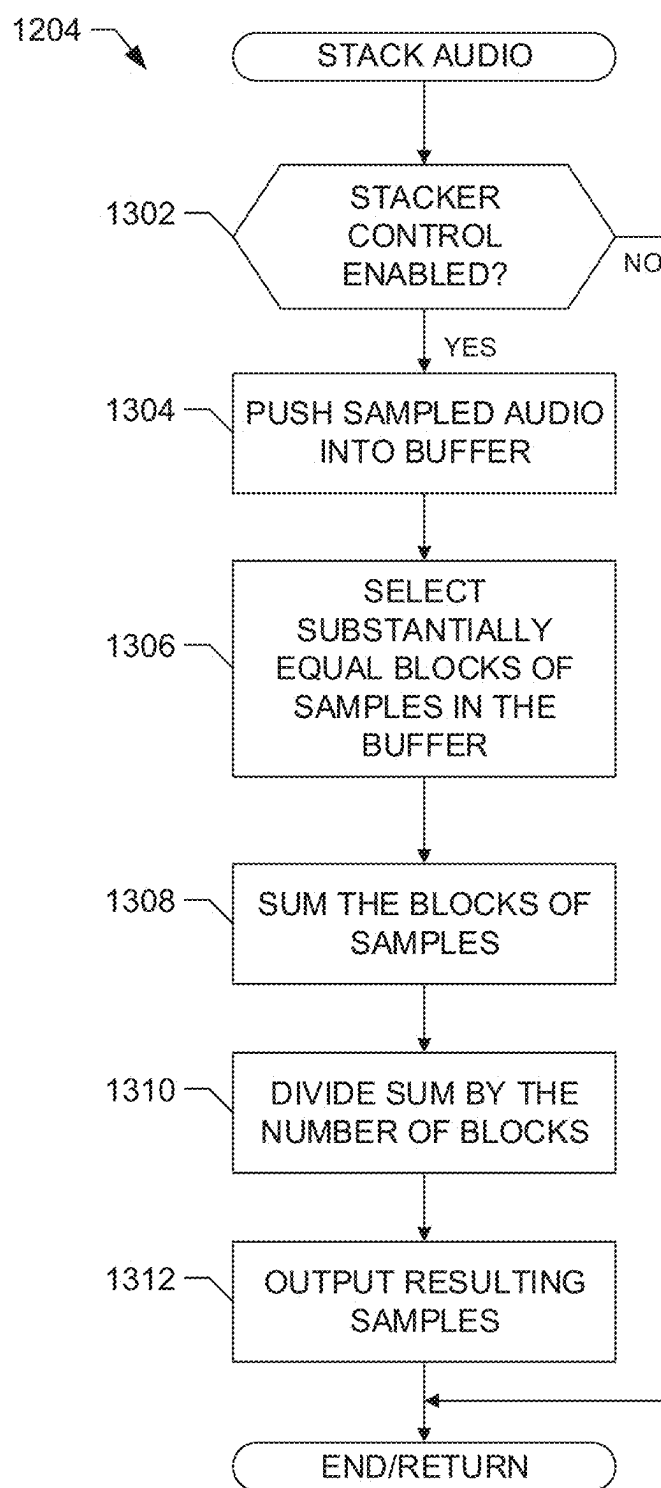 1204
STACK AUDIO
1302
STACKER
CONTROL
ENABLED?
NO
YES
1304
PUSH SAMPLED AUDIO
INTO BUFFER
1306
SELECT
SUBSTANTIALLY
EQUAL BLOCKS OF
SAMPLES IN THE
BUFFER
1308
SUM THE BLOCKS OF
SAMPLES
1310
DIVIDE SUM BY THE
NUMBER OF BLOCKS
1312
OUTPUT RESULTING
SAMPLES
END/RETURN